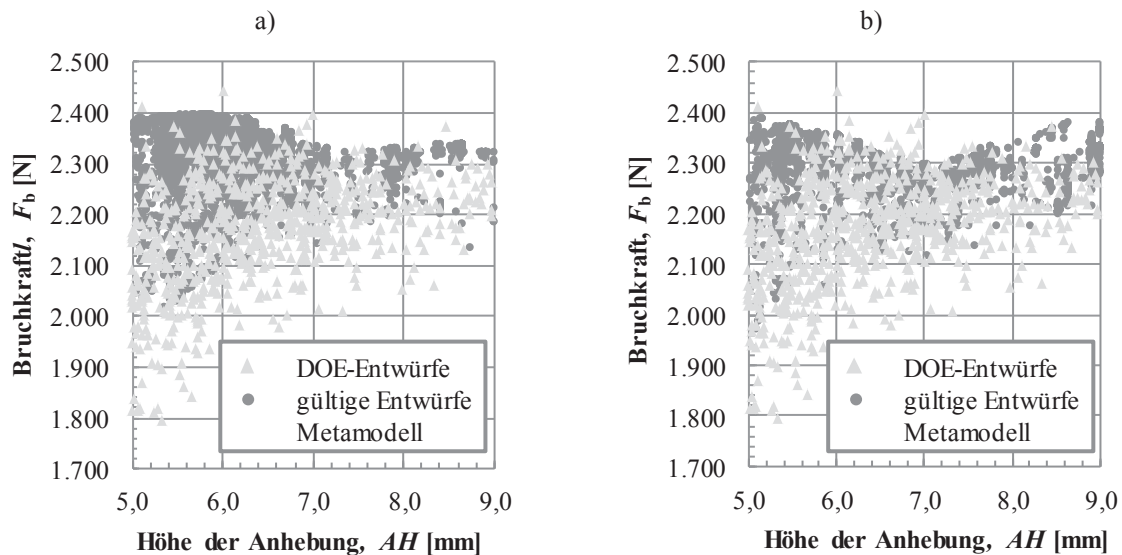 a)
2.500
2.400
2.300
2.200
2.100
2.000
1.900
1.800
1.700
Bruchkraftl, Fb [N]
5,0 6,0 7,0 8,0 9,0
Höhe der Anhebung, AH [mm]
DOE-Entwürfe
gültige Entwürfe
Metamodell
b)
2.500
2.400
2.300
2.200
2.100
2.000
1.900
1.800
1.700
Bruchkraft, Fb [N]
5,0 6,0 7,0 8,0 9,0
Höhe der Anhebung, AH [mm]
DOE-Entwürfe
gültige Entwürfe
Metamodell